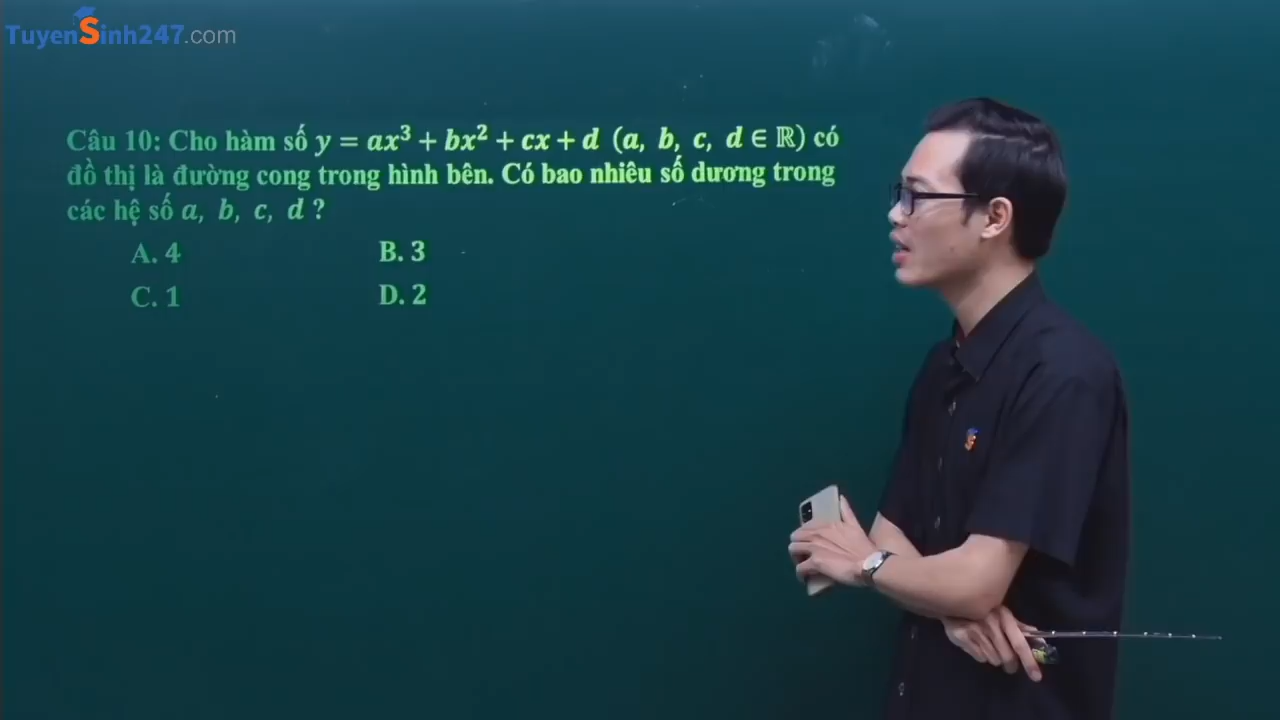 TuyenSinh247.com
Câu 10: Cho hàm số y = ax³ + bx² + cx + d (a, b, c, d ∈ ℝ) có
đồ thị là đường cong trong hình bên. Có bao nhiêu số dương trong
các hệ số a, b, c, d ?
A. 4 B. 3
C. 1 D. 2